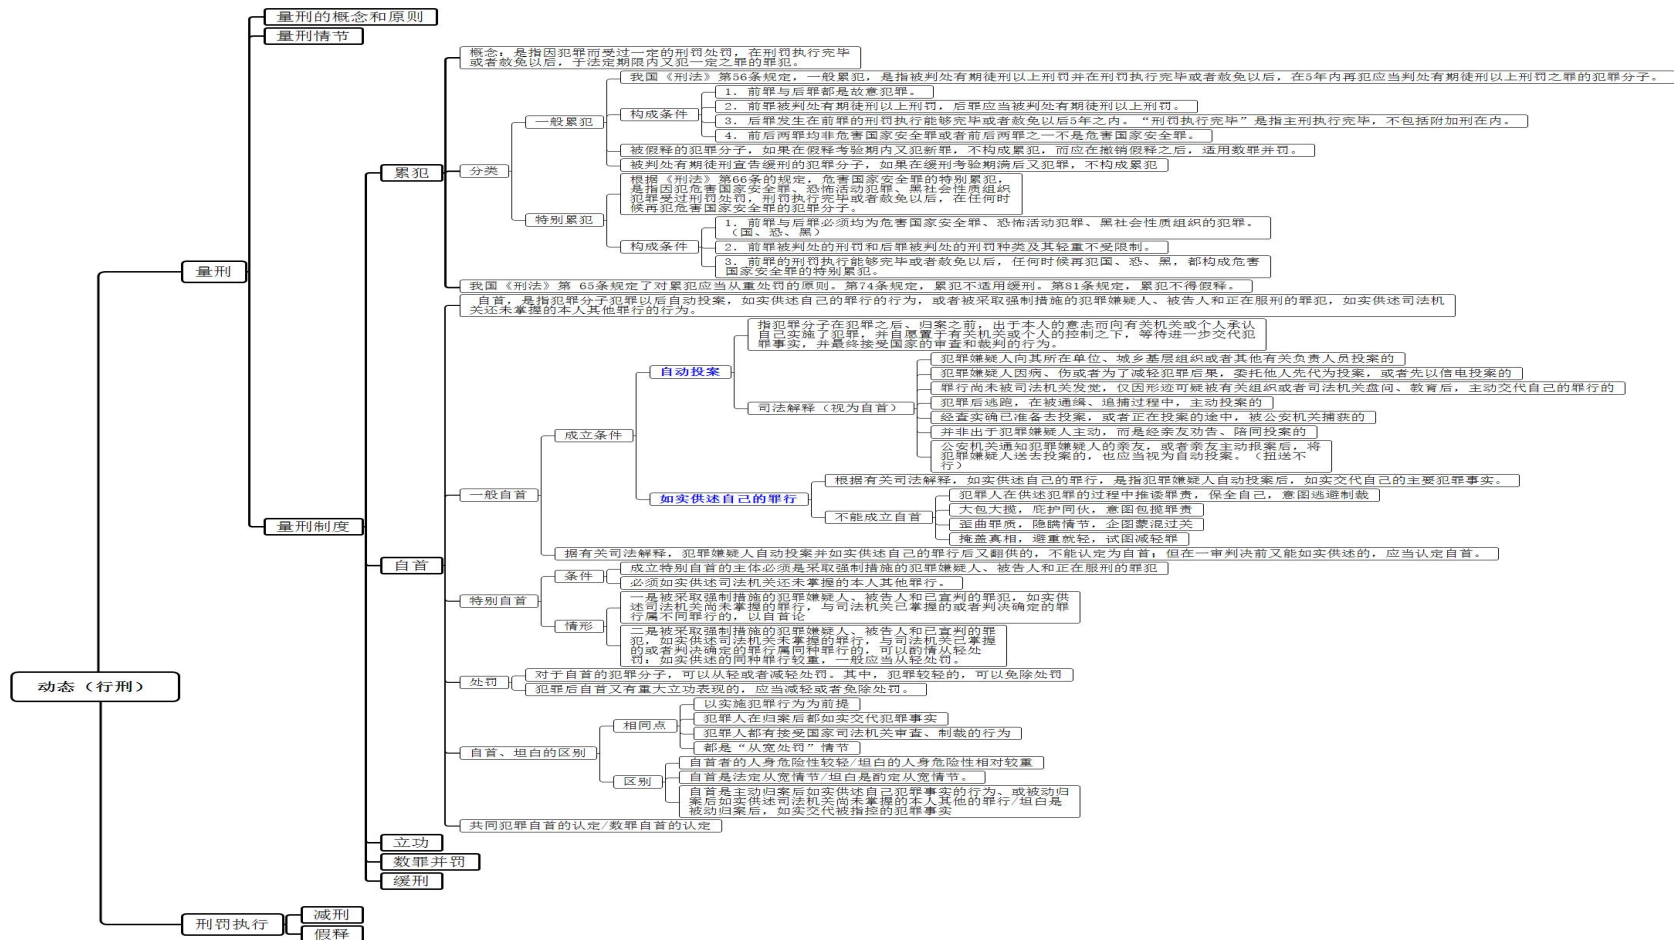 量刑的概念和原则
量刑情节
概念：是指因犯罪而受过一定的刑罚处罚，在刑罚执行完毕
或者赦免以后，于法定期限内又犯一定之罪的罪犯。
我国《刑法》第56条规定，一般累犯，是指被判处有期徒刑以上刑罚并在刑罚执行完毕或者赦免以后，在5年内再犯应当判处有期徒刑以上刑罚之罪的犯罪分子。
1. 前罪与后罪都是故意犯罪。
2. 前罪被判处有期徒刑以上刑罚，后罪应当被判处有期徒刑以上刑罚。
一般累犯
构成条件
3. 后罪发生在前罪的刑罚执行能够完毕或者赦免以后5年之内。“刑罚执行完毕”是指主刑执行完毕，不包括附加刑在内。
4. 前后两罪均非危害国家安全罪或者前后两罪之一不是危害国家安全罪。
被假释的犯罪分子，如果在假释考验期内又犯新罪，不构成累犯，而应在撤销假释之后，适用数罪并罚。
被判处有期徒刑宣告缓刑的犯罪分子，如果在缓刑考验期满后又犯罪，不构成累犯
累犯
分类
根据《刑法》第66条的规定，危害国家安全罪的特别累犯，
是指因犯危害国家安全罪、恐怖活动犯罪、黑社会性质组织
犯罪受过刑罚处罚，刑罚执行完毕或者赦免以后，在任何时
候再犯危害国家安全罪的犯罪分子。
特别累犯
1. 前罪与后罪必须均为危害国家安全罪、恐怖活动犯罪、黑社会性质组织的犯罪。
（国、恐、黑）
构成条件
2. 前罪被判处的刑罚和后罪被判处的刑罚种类及其轻重不受限制。
3. 前罪的刑罚执行能够完毕或者赦免以后，任何时候再犯国、恐、黑，都构成危害
国家安全罪的特别累犯。
量刑
我国《刑法》第 65条规定了对累犯应当从重处罚的原则。第74条规定，累犯不适用缓刑。第81条规定，累犯不得假释。
自首，是指犯罪分子犯罪以后自动投案，如实供述自己的罪行的行为，或者被采取强制措施的犯罪嫌疑人、被告人和正在服刑的罪犯，如实供述司法机
关还未掌握的本人其他罪行的行为。
指犯罪分子在犯罪之后、归案之前，出于本人的意志而向有关机关或个人承认
自己实施了犯罪，并自愿置于有关机关或个人的控制之下，等待进一步交代犯
罪事实，并最终接受国家的审查和裁判的行为。
自动投案
犯罪嫌疑人向其所在单位、城乡基层组织或者其他有关负责人员投案的
犯罪嫌疑人因病、伤或者为了减轻犯罪后果，委托他人先代为投案，或者先以信电投案的
罪行尚未被司法机关发觉，仅因形迹可疑被有关组织或者司法机关盘问、教育后，主动交代自己的罪行的
司法解释（视为自首）
犯罪后逃跑，在被通缉、追捕过程中，主动投案的
经查实确已准备去投案，或者正在投案的途中，被公安机关捕获的
并非出于犯罪嫌疑人主动，而是经亲友劝告、陪同投案的
公安机关通知犯罪嫌疑人的亲友，或者亲友主动报案后，将
犯罪嫌疑人送去投案的，也应当视为自动投案。（扭送不
行）
成立条件
一般自首
如实供述自己的罪行
根据有关司法解释，如实供述自己的罪行，是指犯罪嫌疑人自动投案后，如实交代自己的主要犯罪事实。
不能成立自首
犯罪人在供述犯罪的过程中推诿罪责，保全自己，意图逃避制裁
大包大揽，庇护同伙，意图包揽罪责
歪曲罪质，隐瞒情节，企图蒙混过关
掩盖真相，避重就轻，试图减轻罪
量刑制度
据有关司法解释，犯罪嫌疑人自动投案并如实供述自己的罪行后又翻供的，不能认定为自首；但在一审判决前又能如实供述的，应当认定自首。
自首
特别自首
条件
成立特别自首的主体必须是采取强制措施的犯罪嫌疑人、被告人和正在服刑的罪犯
必须如实供述司法机关还未掌握的本人其他罪行。
情形
一是被采取强制措施的犯罪嫌疑人、被告人和已宣判的罪犯，如实供
述司法机关尚未掌握的罪行，与司法机关已掌握的或者判决确定的罪
行属不同罪行的，以自首论
二是被采取强制措施的犯罪嫌疑人、被告人和已宣判的罪
犯，如实供述司法机关未掌握的罪行，与司法机关已掌握
的或者判决确定的罪行属同种罪行的，可以酌情从轻处
罚；如实供述的同种罪行较重，一般应当从轻处罚。
处罚
对于自首的犯罪分子，可以从轻或者减轻处罚。其中，犯罪较轻的，可以免除处罚
犯罪后自首又有重大立功表现的，应当减轻或者免除处罚。
动态（行刑）
自首、坦白的区别
相同点
以实施犯罪行为为前提
犯罪人在归案后都如实交代犯罪事实
犯罪人都有接受国家司法机关审查、制裁的行为
都是“从宽处罚”情节
区别
自首者的人身危险性较轻/坦白的人身危险性相对较重
自首是法定从宽情节/坦白是酌定从宽情节。
自首是主动归案后如实供述自己犯罪事实的行为、或被动归
案后如实供述司法机关尚未掌握的本人其他的罪行/坦白是
被动归案后，如实交代被指控的犯罪事实
共同犯罪自首的认定/数罪自首的认定
立功
数罪并罚
缓刑
刑罚执行
减刑
假释